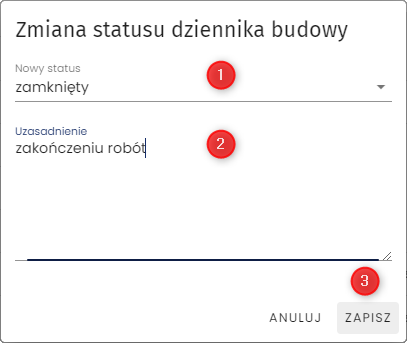 Zmiana statusu dziennika budowy
Nowy status
zamknięty
1
Uzasadnienie
zakończeniu robót
2
3
ANULUJ ZAPISZ